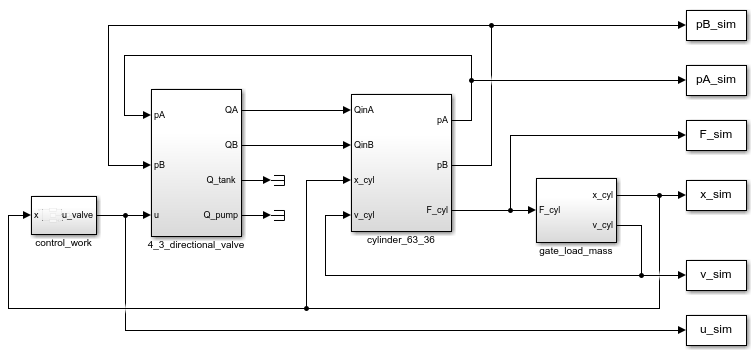 pB_sim
pA_sim
F_sim
x_sim
v_sim
u_sim
x
u_valve
control_work
pA
pB
u
QA
QB
Q_tank
Q_pump
4_3_directional_valve
QinA
QinB
x_cyl
v_cyl
pA
pB
F_cyl
cylinder_63_36
F_cyl
x_cyl
v_cyl
gate_load_mass